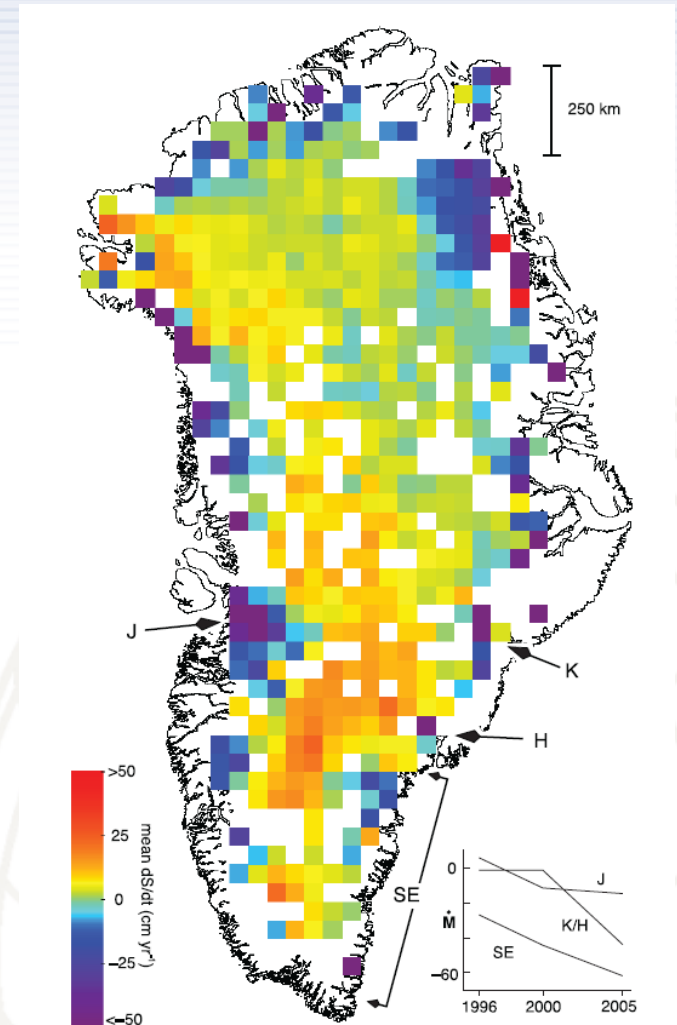 250 km
J
K
H
>50
25
0
−25
<−50
mean dS/dt (cm yr⁻¹)
SE
0
Ṁ
−60
J
K/H
SE
1996 2000 2005